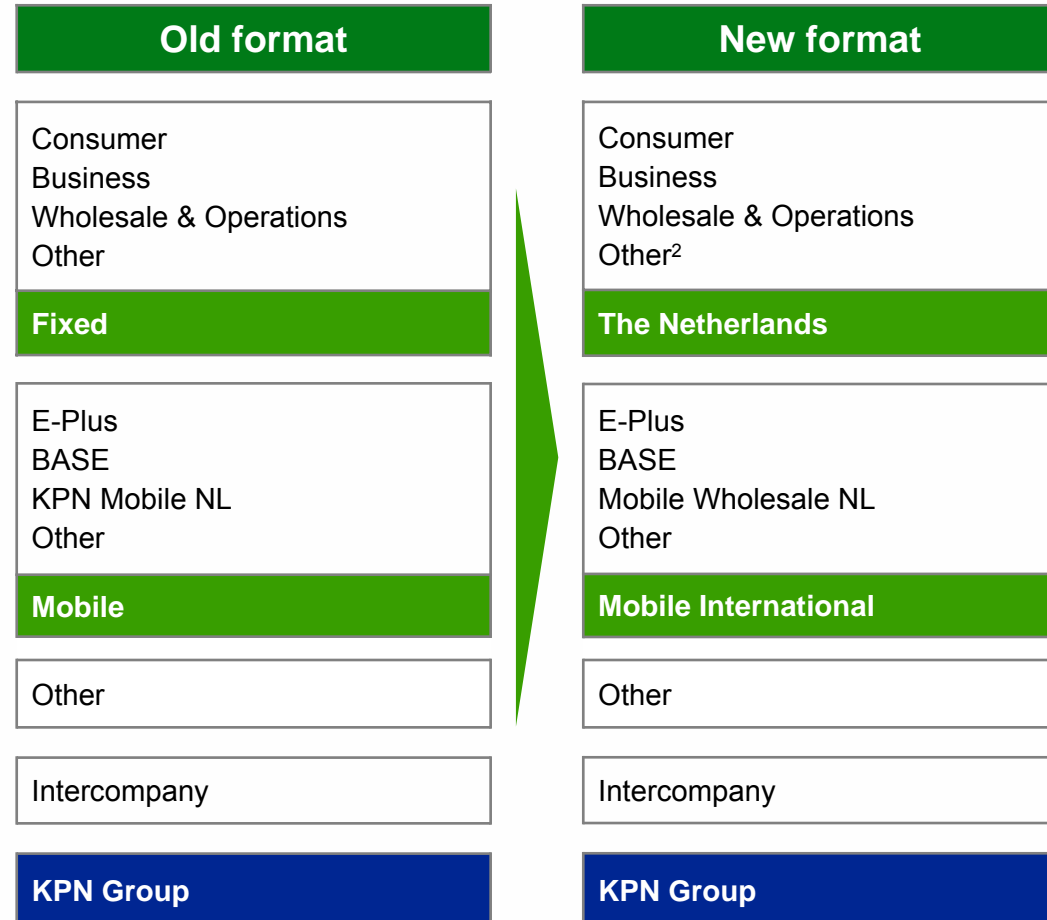 Old format
Consumer
Business
Wholesale & Operations
Other
Fixed
E-Plus
BASE
KPN Mobile NL
Other
Mobile
Other
Intercompany
KPN Group
New format
Consumer
Business
Wholesale & Operations
Other²
The Netherlands
E-Plus
BASE
Mobile Wholesale NL
Other
Mobile International
Other
Intercompany
KPN Group